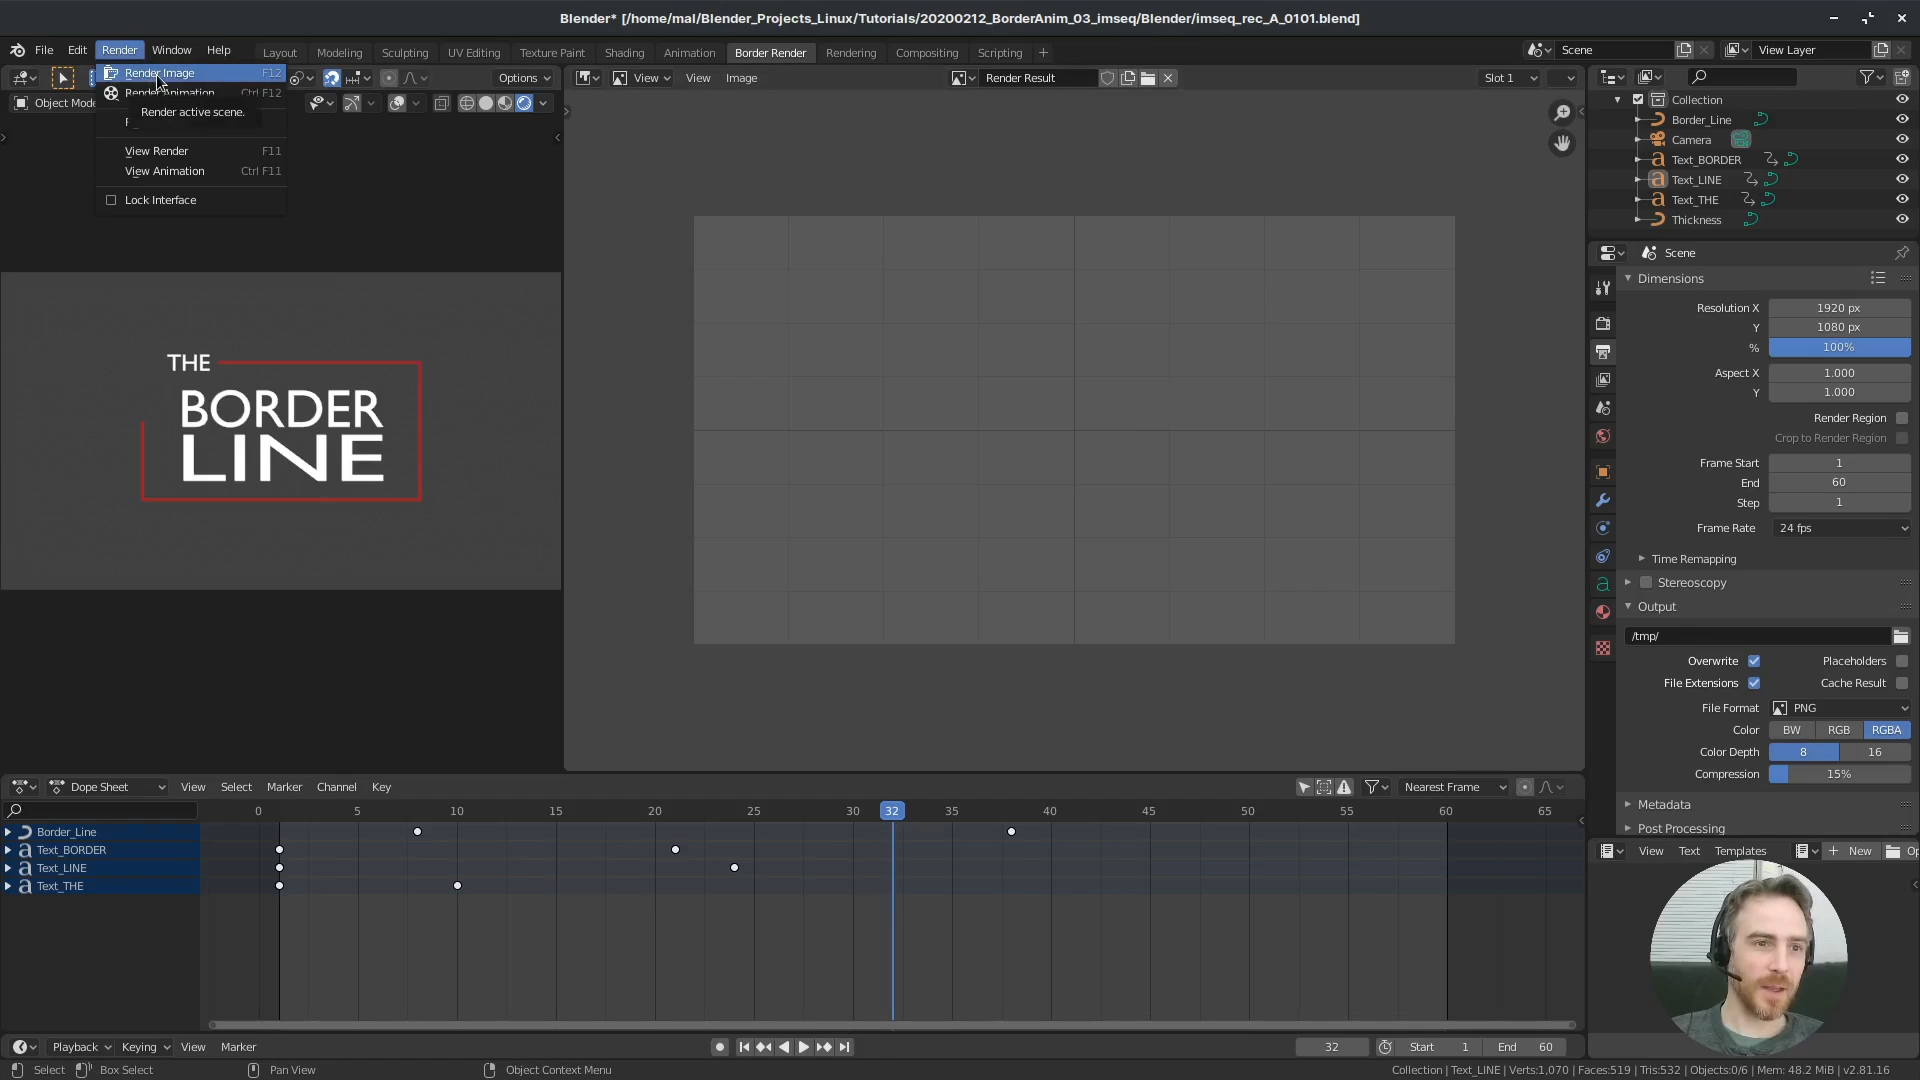 Blender* [/home/mal/Blender_Projects_Linux/Tutorials/20200212_BorderAnim_03_imseq/Blender/imseq_rec_A_0101.blend]
File Edit Render Window Help Layout Modeling Sculpting UV Editing Texture Paint Shading Animation Border Render Rendering Compositing Scripting + Scene View Layer
Render Image F12
Options
View View Image Render Result Slot 1
Render Animation Ctrl F12
Object Mode
Render active scene.
View Render F11
View Animation Ctrl F11
Lock Interface
THE
BORDER
LINE
Collection
Border_Line
Camera
Text_BORDER
Text_LINE
Text_THE
Thickness
Scene
Dimensions
Resolution X 1920 px
Y 1080 px
% 100%
Aspect X 1.000
Y 1.000
Render Region
Crop to Render Region
Frame Start 1
End 60
Step 1
Frame Rate 24 fps
Time Remapping
Stereoscopy
Output
/tmp/
Overwrite Placeholders
File Extensions Cache Result
File Format PNG
Color BW RGB RGBA
Color Depth 8 16
Compression 15%
Metadata
Post Processing
View Text Templates + New Op
Dope Sheet View Select Marker Channel Key Nearest Frame
0 5 10 15 20 25 30 32 35 40 45 50 55 60 65
Border_Line
Text_BORDER
Text_LINE
Text_THE
Playback Keying View Marker 32 Start 1 End 60
Select Box Select Pan View Object Context Menu Collection | Text_LINE | Verts:1,070 | Faces:519 | Tris:532 | Objects:0/6 | Mem: 48.2 MiB | v2.81.16